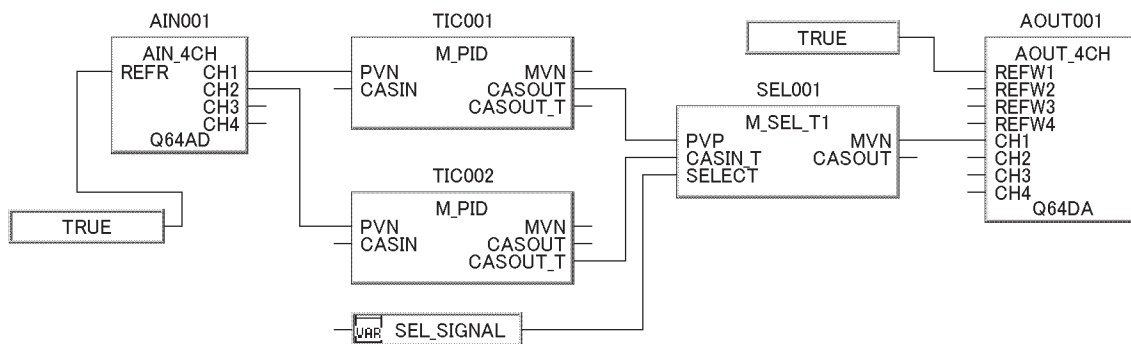 AIN001
AIN_4CH
REFR CH1
CH2
CH3
CH4
Q64AD
TRUE
TIC001
M_PID
PVN MVN
CASIN CASOUT
CASOUT_T
TIC002
M_PID
PVN MVN
CASIN CASOUT
CASOUT_T
VAR SEL_SIGNAL
SEL001
M_SEL_T1
PVP MVN
CASIN_T CASOUT
SELECT
TRUE
AOUT001
AOUT_4CH
REFW1
REFW2
REFW3
REFW4
CH1
CH2
CH3
CH4
Q64DA